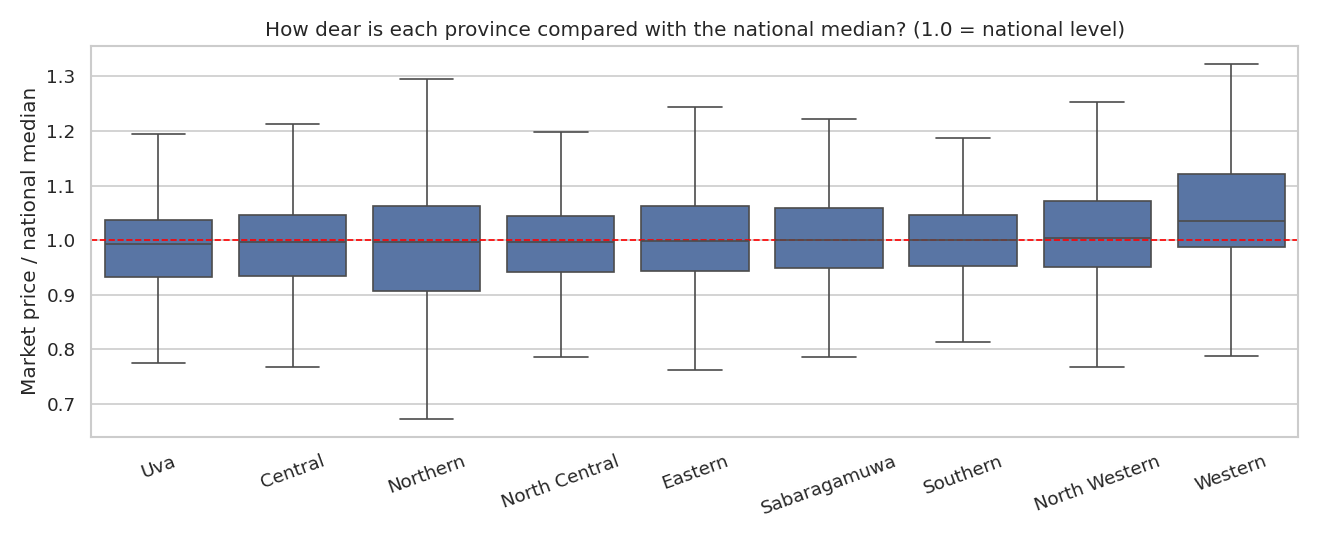 How dear is each province compared with the national median? (1.0 = national level)
Market price / national median
1.3
1.2
1.1
1.0
0.9
0.8
0.7
Uva
Central
Northern
North Central
Eastern
Sabaragamuwa
Southern
North Western
Western